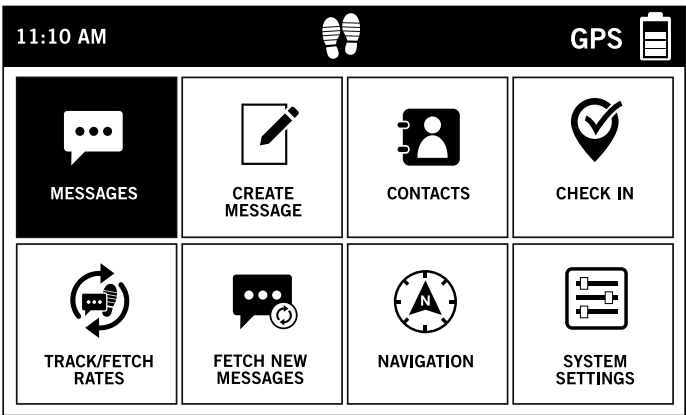 11:10 AM
GPS
MESSAGES
CREATE
MESSAGE
CONTACTS
CHECK IN
TRACK/FETCH
RATES
FETCH NEW
MESSAGES
N
NAVIGATION
SYSTEM
SETTINGS